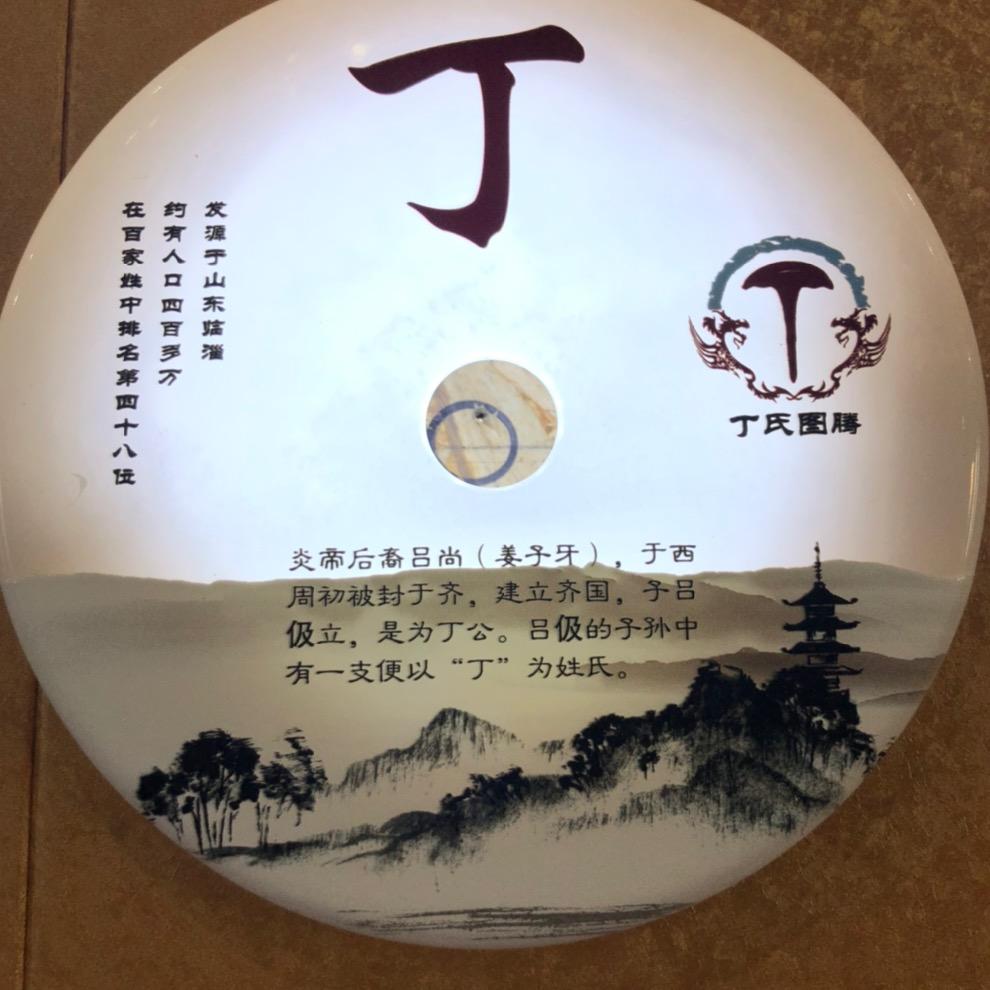 丁
发源于山东临淄
约有人口四百多万
在百家姓中排名第四十八位
丁氏图腾
炎帝后裔吕尚（姜子牙），于西
周初被封于齐，建立齐国，子吕
伋立，是为丁公。吕伋的子孙中
有一支便以“丁”为姓氏。